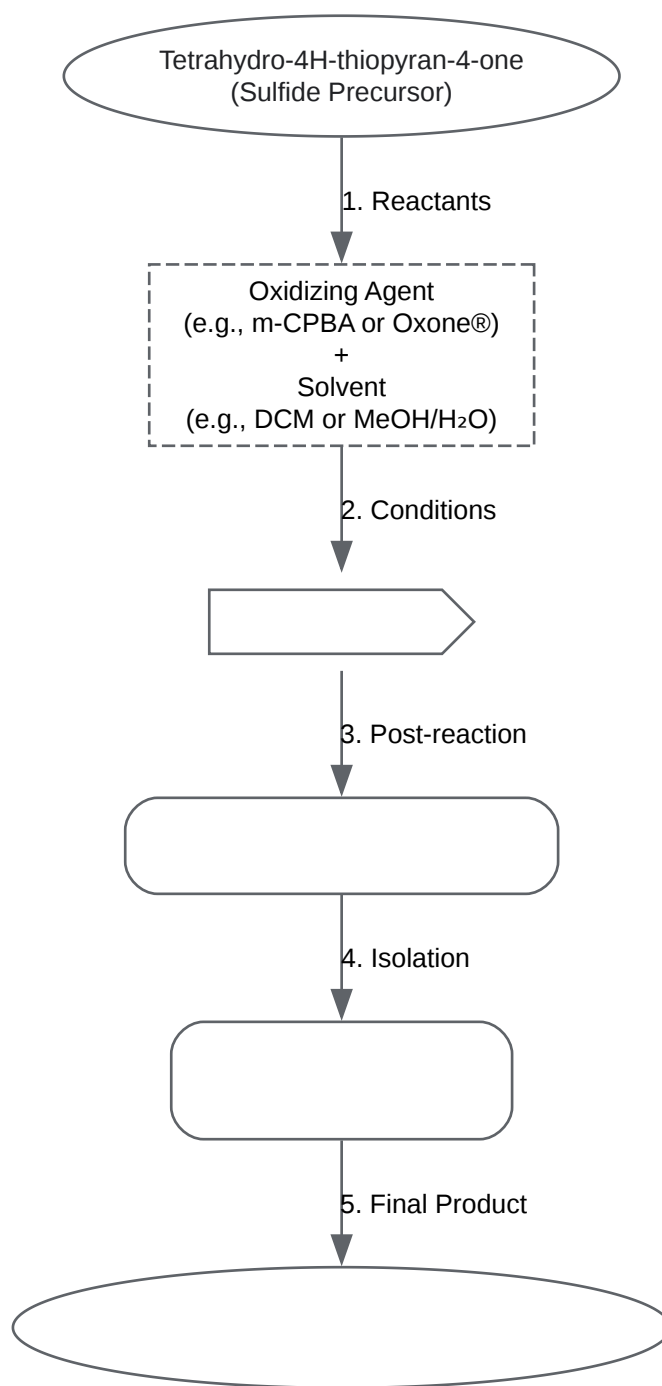 Tetrahydro-4H-thiopyran-4-one
(Sulfide Precursor)
1. Reactants
Oxidizing Agent
(e.g., m-CPBA or Oxone®)
+
Solvent
(e.g., DCM or MeOH/H₂O)
2. Conditions
3. Post-reaction
4. Isolation
5. Final Product